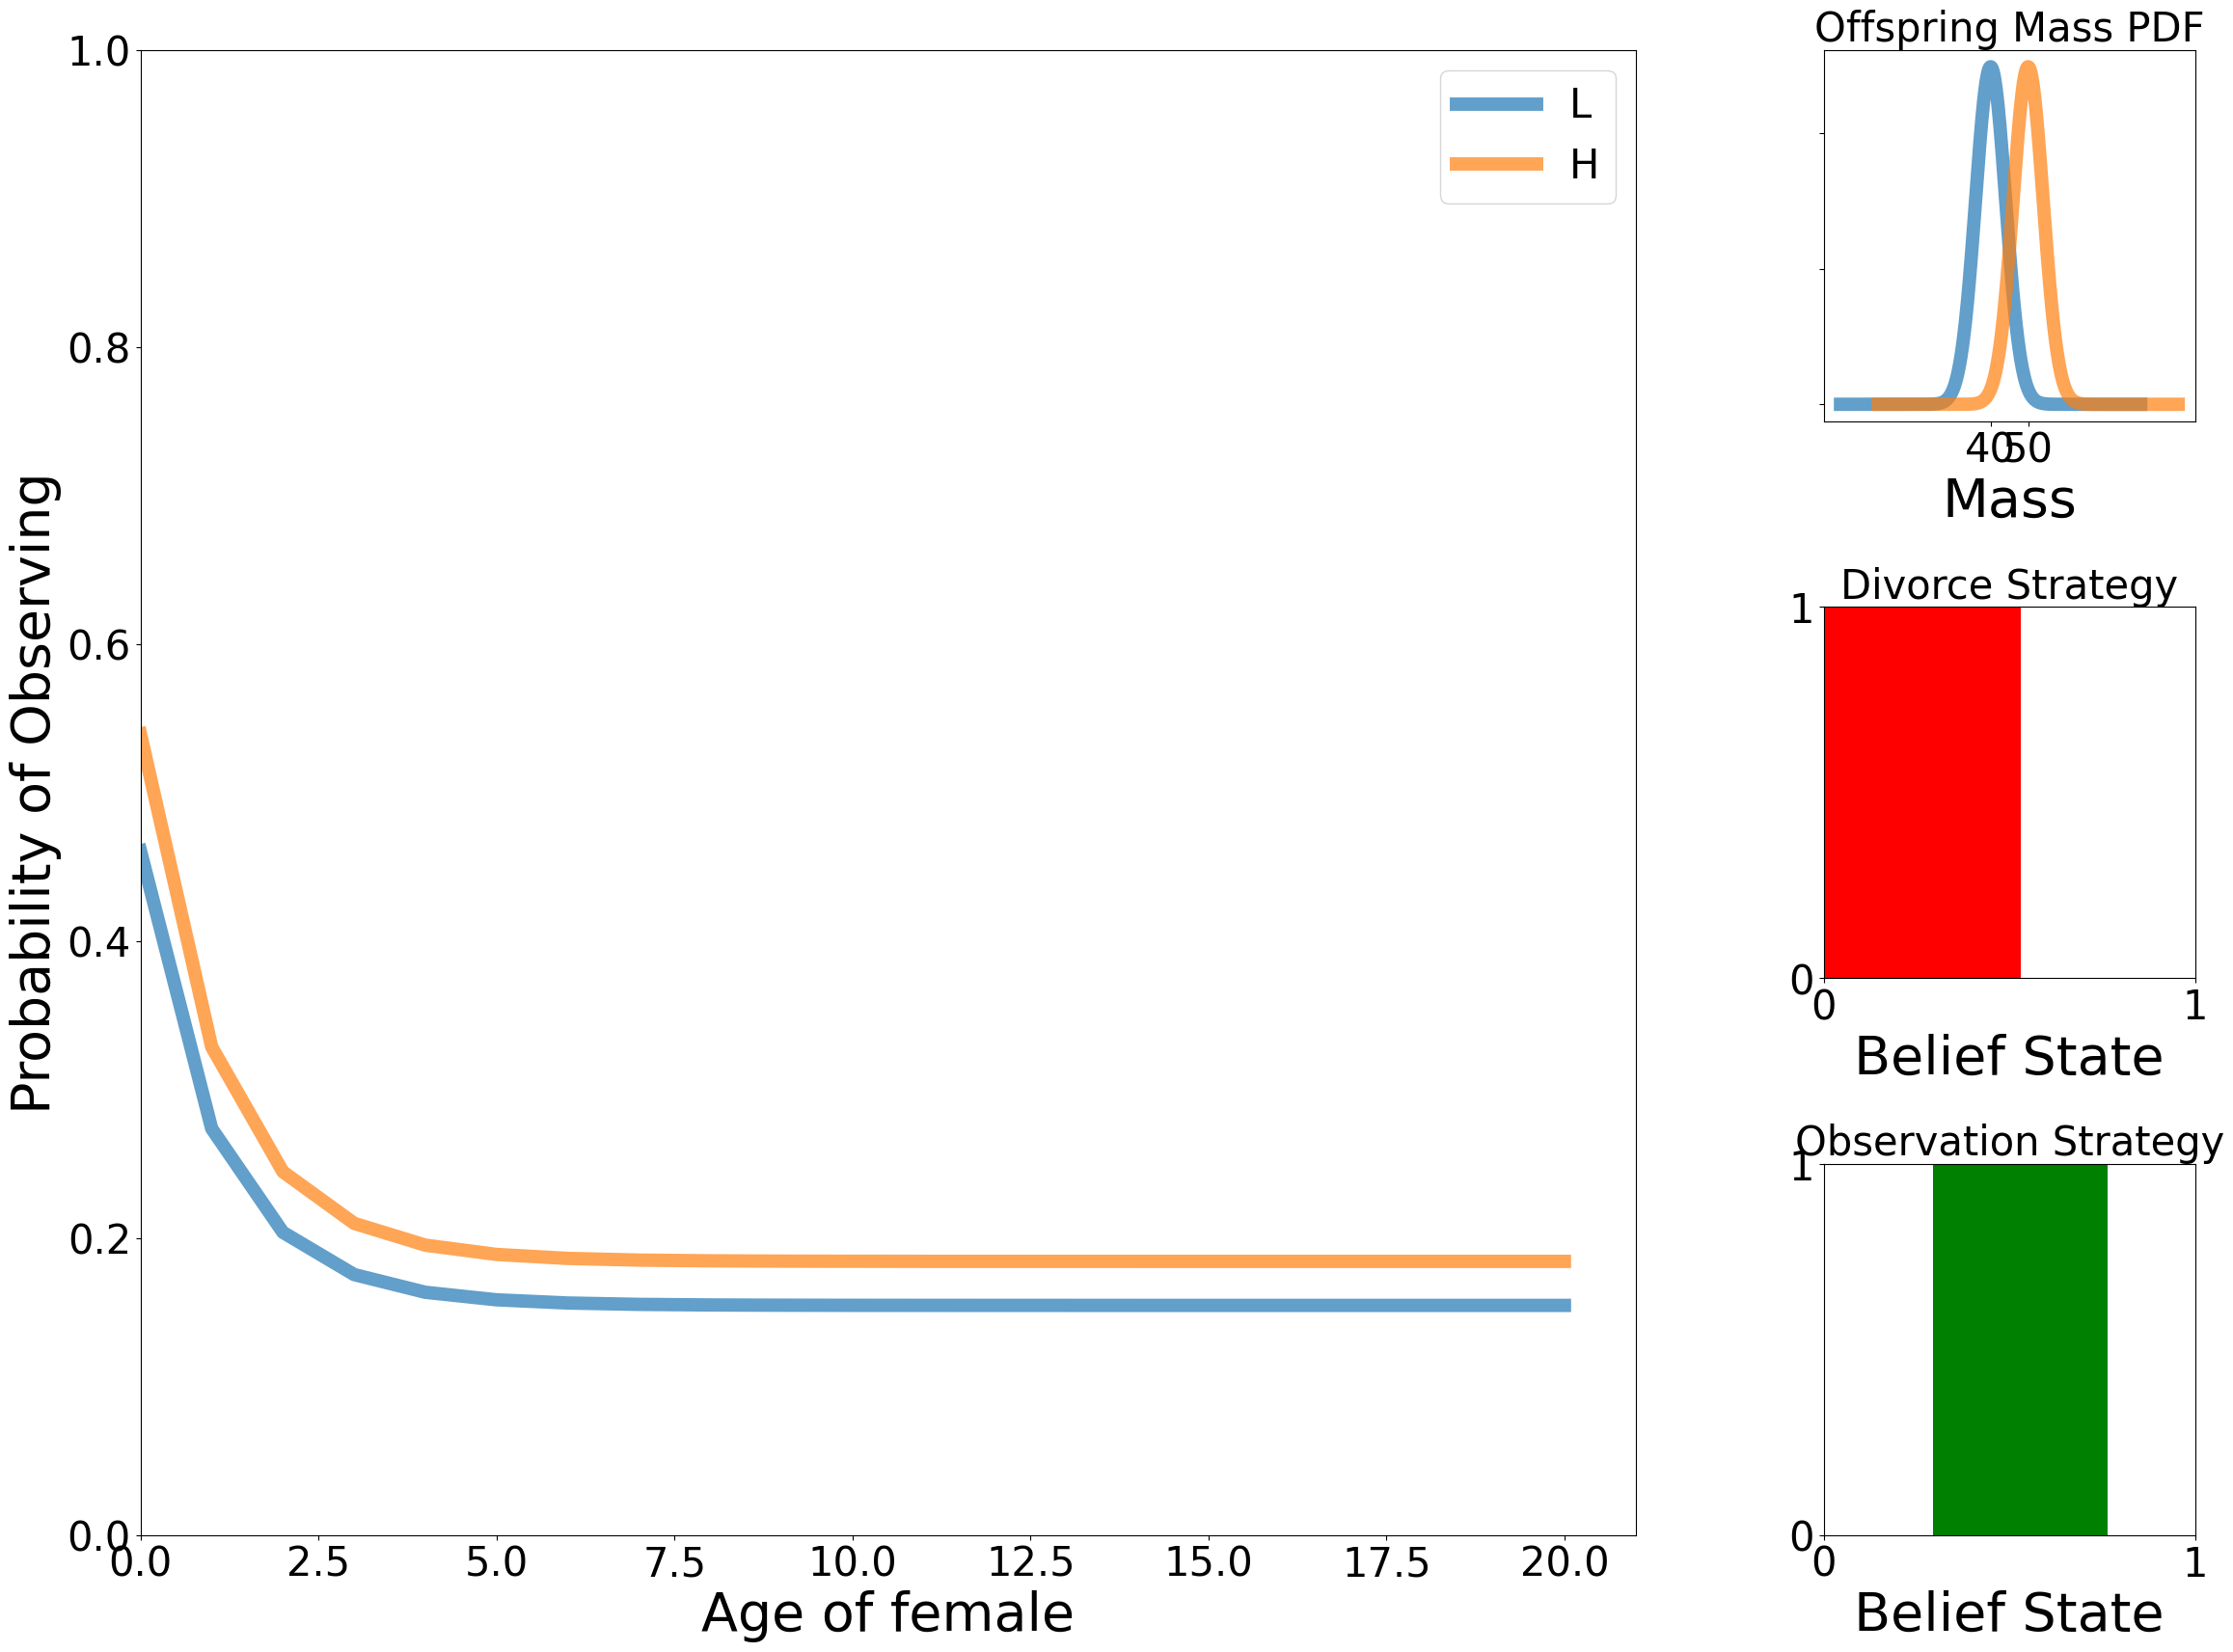 Probability of Observing
1.0
0.8
0.6
0.4
0.2
0.0
0.0 2.5 5.0 7.5 10.0 12.5 15.0 17.5 20.0
Age of female
L
H
Offspring Mass PDF
40 50
Mass
Divorce Strategy
1
0
0 1
Belief State
Observation Strategy
1
0
0 1
Belief State